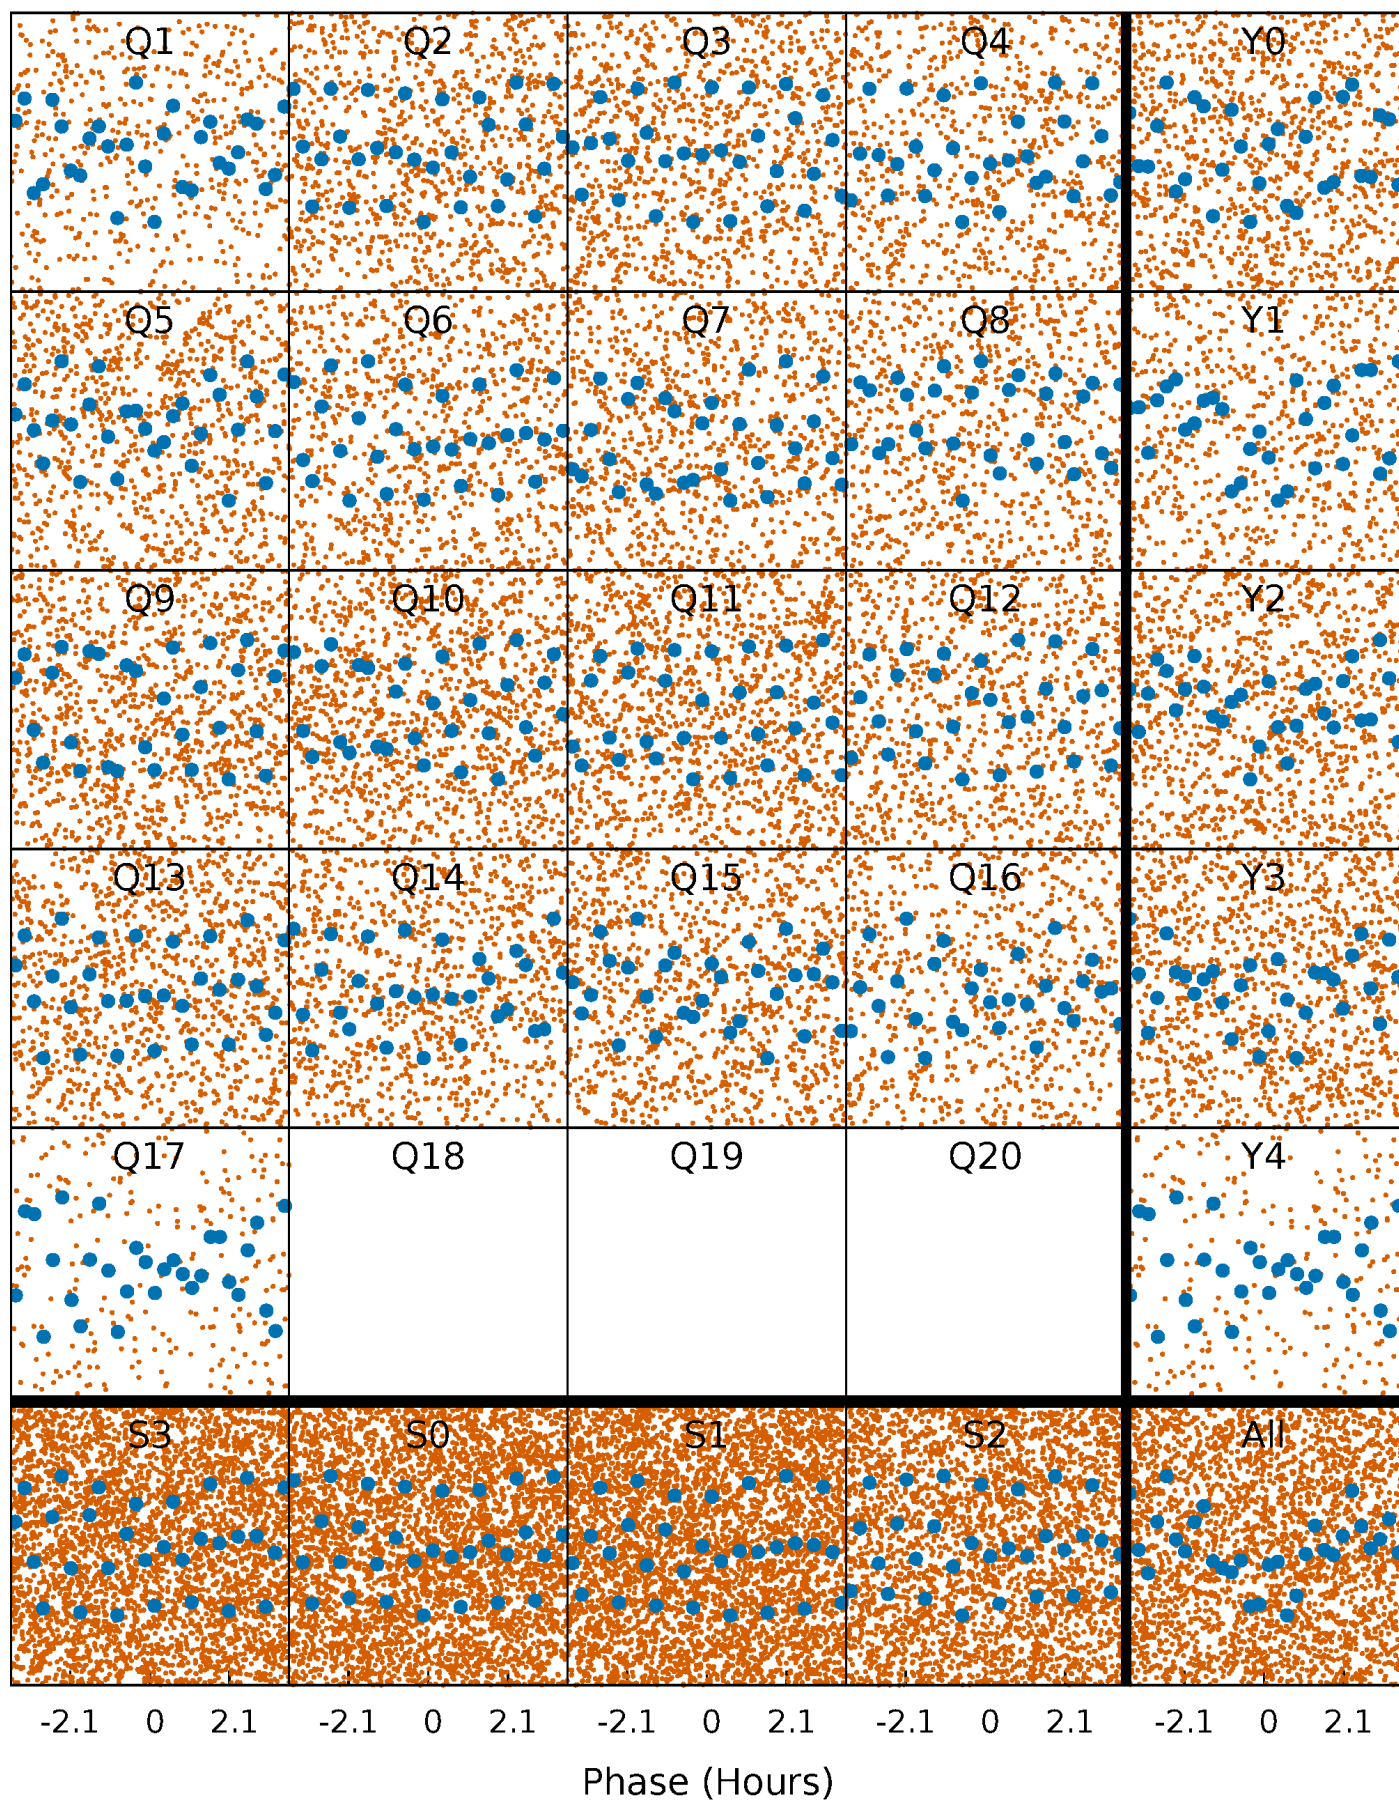 Q1 Q2 Q3 Q4 Y0
Q5 Q6 Q7 Q8 Y1
Q9 Q10 Q11 Q12 Y2
Q13 Q14 Q15 Q16 Y3
Q17 Q18 Q19 Q20 Y4
S3 S0 S1 S2 All
-2.1 0 2.1 -2.1 0 2.1 -2.1 0 2.1 -2.1 0 2.1 -2.1 0 2.1
Phase (Hours)